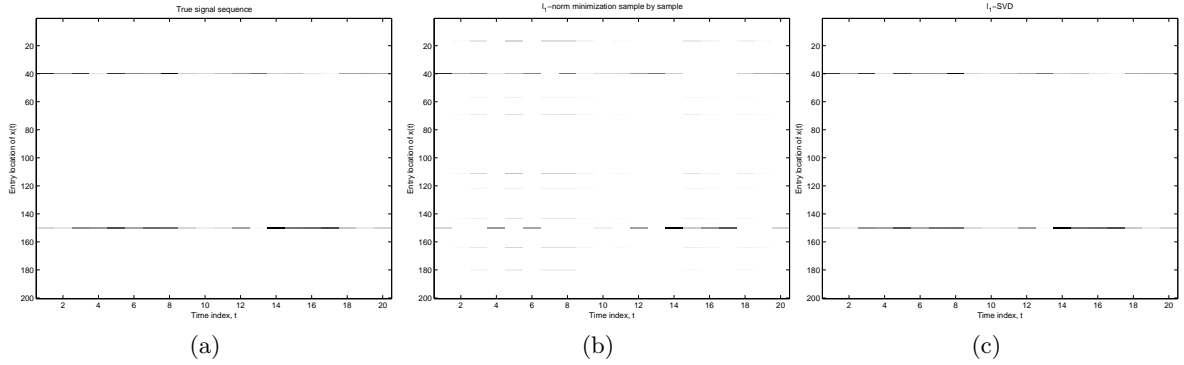 True signal sequence
20
40
60
80
100
120
140
160
180
200
Entry location of x(t)
2 4 6 8 10 12 14 16 18 20
Time index, t
(a)
l₁−norm minimization sample by sample
20
40
60
80
100
120
140
160
180
200
Entry location of x(t)
2 4 6 8 10 12 14 16 18 20
Time index, t
(b)
l₁−SVD
20
40
60
80
100
120
140
160
180
200
Entry location of x(t)
2 4 6 8 10 12 14 16 18 20
Time index, t
(c)